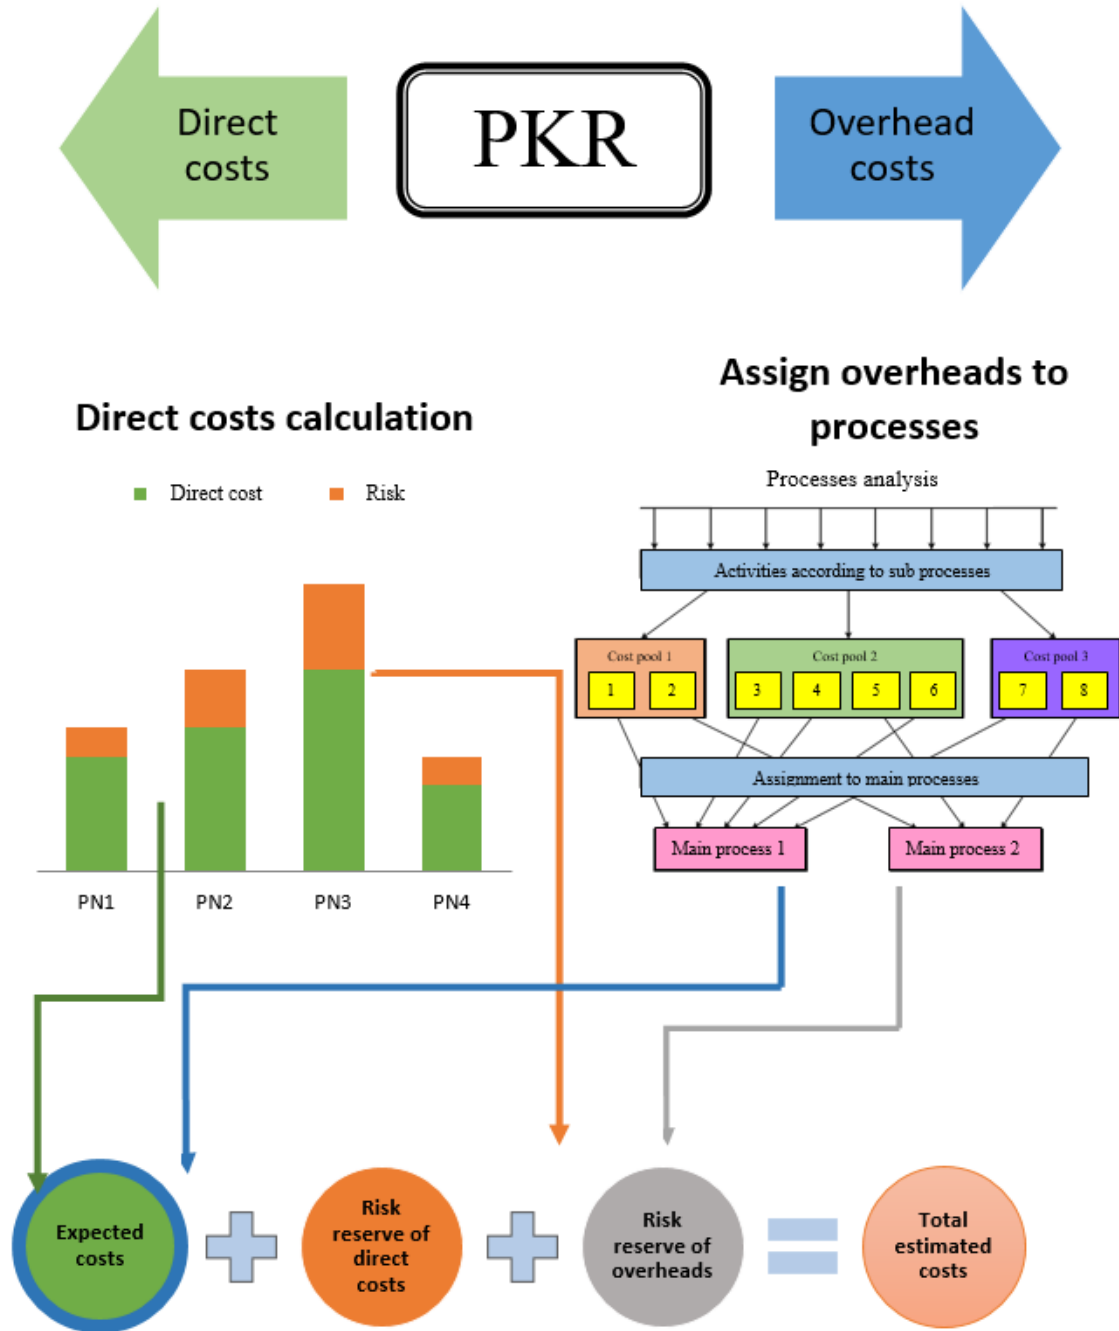 Direct
costs
PKR
Overhead
costs
Direct costs calculation
Direct cost
Risk
PN1
PN2
PN3
PN4
Assign overheads to
processes
Processes analysis
Activities according to sub processes
Cost pool 1
1
2
Cost pool 2
3
4
5
6
Cost pool 3
7
8
Assignment to main processes
Main process 1
Main process 2
Expected
costs
Risk
reserve of
direct
costs
Risk
reserve of
overheads
Total
estimated
costs